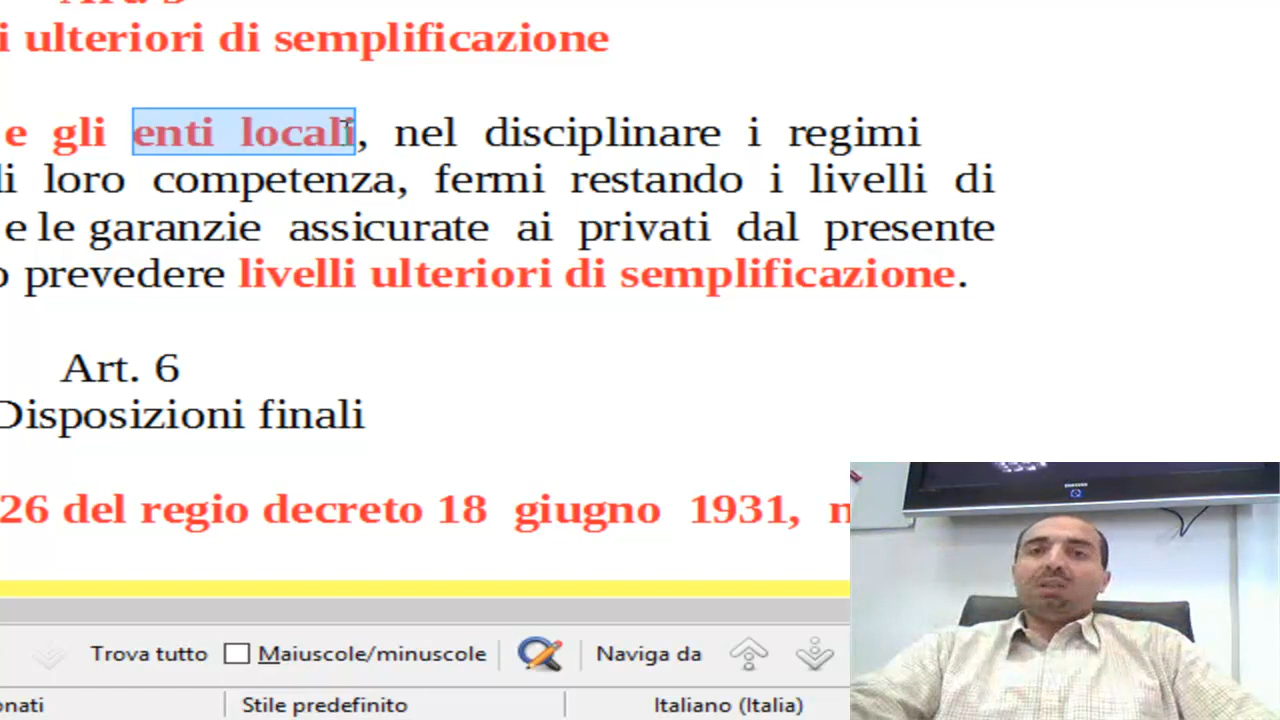 i ulteriori di semplificazione
e gli enti locali, nel disciplinare i regimi
loro competenza, fermi restando i livelli di
e le garanzie assicurate ai privati dal presente
prevedere livelli ulteriori di semplificazione.
Art. 6
Disposizioni finali
26 del regio decreto 18 giugno 1931,
Trova tutto Maiuscole/minuscole Naviga da
Stile predefinito Italiano (Italia)
SAMSUNG